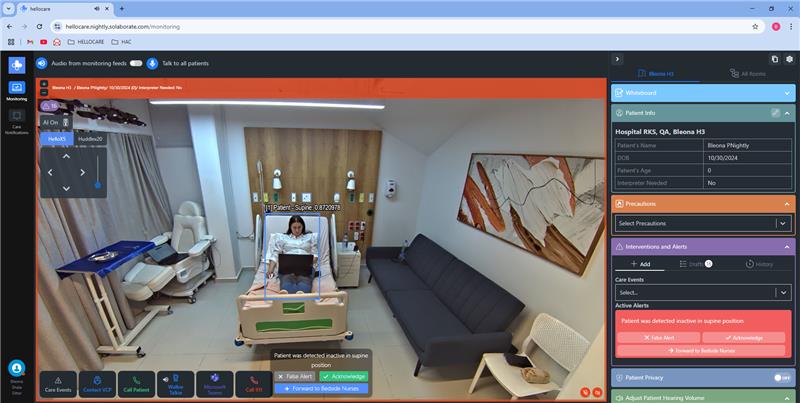 hellocare
hellocare.nightly.solaborate.com/monitoring
HELLOCARE
HAC
Audio from monitoring feeds
Talk to all patients
Bleona H3
All Rooms
Bleona H3 / Bleona PNightly/ 10/30/2024 (0)/ Interpreter Needed: No
Monitoring
Care
Notifications
16
AI On
HelloX5
Huddlex20
[1] Patient - Supine: 0.8720978
Whiteboard
Patient Info
Hospital RKS, QA, Bleona H3
Patient's Name
Bleona PNightly
DOB
10/30/2024
Patient's Age
0
Interpreter Needed
No
Precautions
Select Precautions
Interventions and Alerts
Add
Drafts
History
Care Events
Select...
Active Alerts
Patient was detected inactive in supine position
False Alert
Acknowledge
Forward to Bedside Nurses
Patient Privacy
OFF
Adjust Patient Hearing Volume
Patient was detected inactive in supine
position
False Alert
Acknowledge
Forward to Bedside Nurses
Care Events
Contact VCP
Call Patient
Walkie
Talkie
Microsoft
Teams
Call 911
Bleona